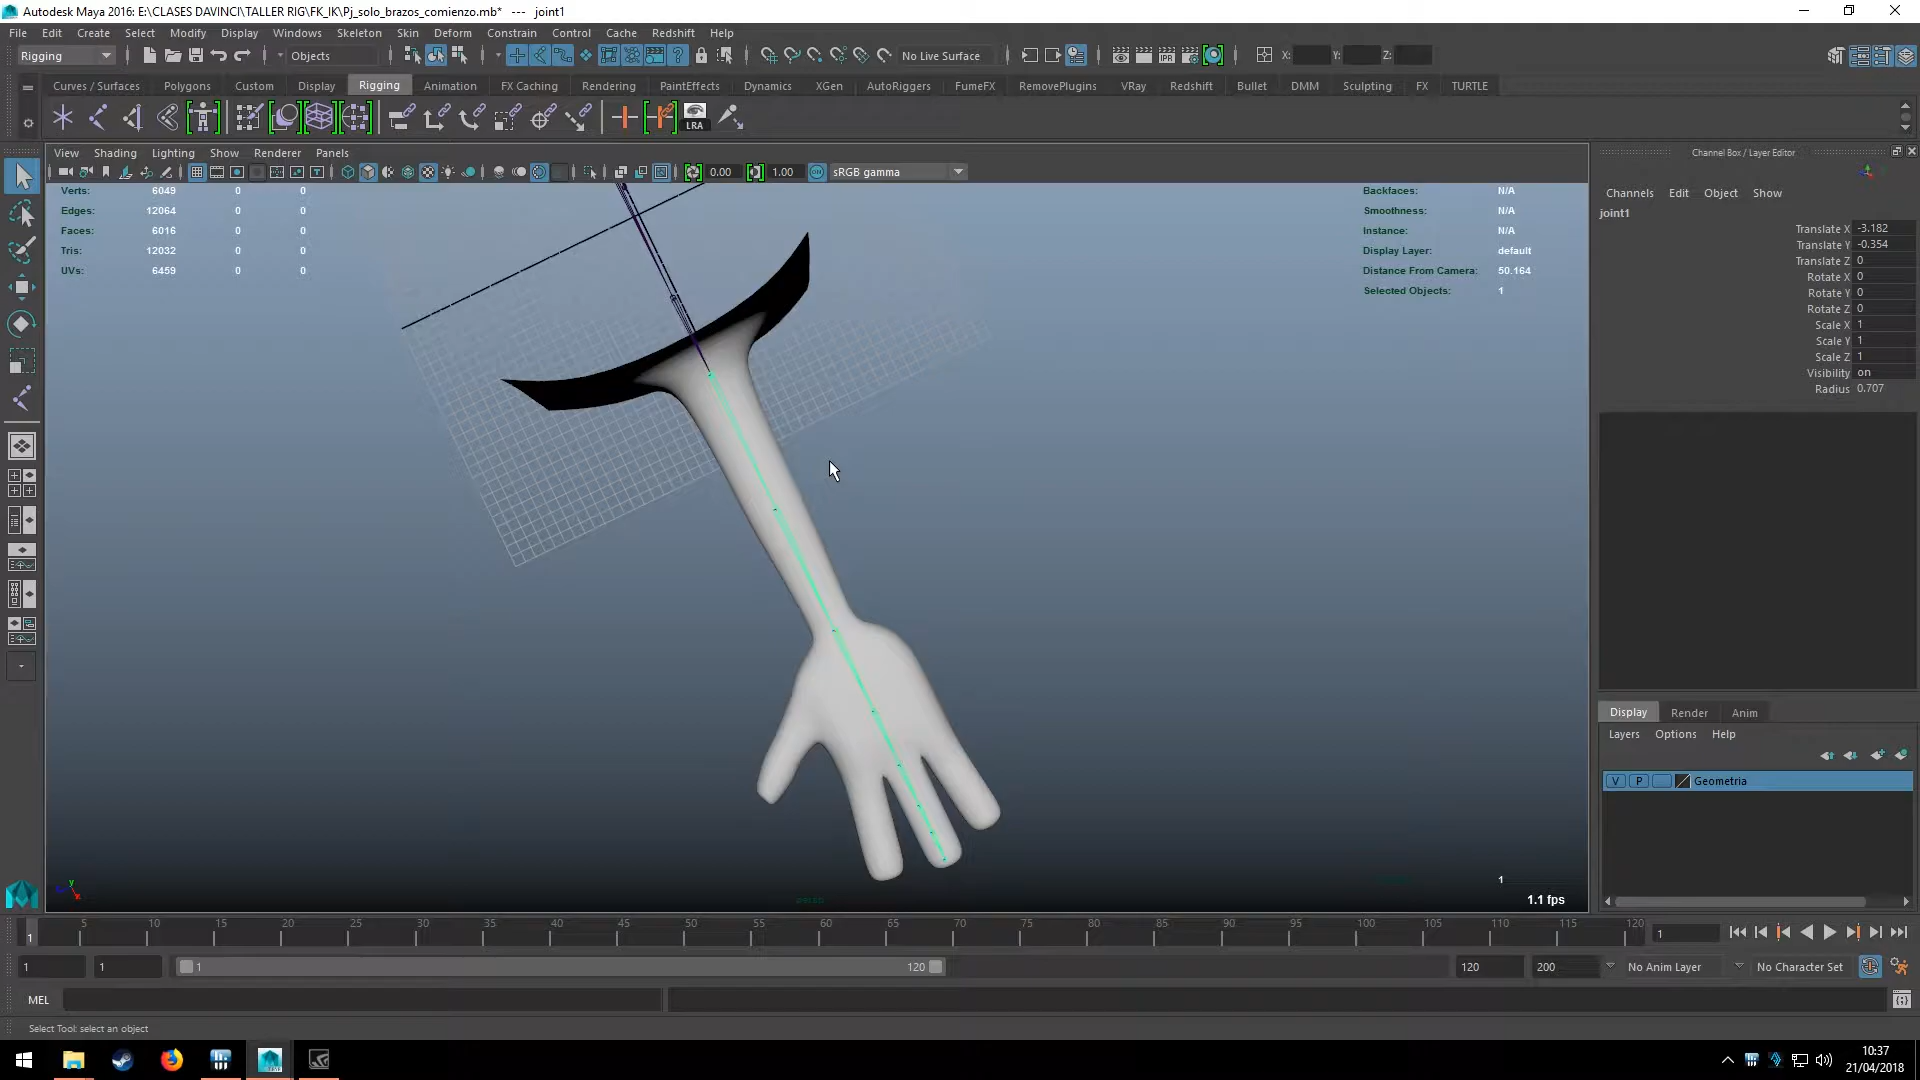 Autodesk Maya 2016: E:\CLASES DAVINCI\TALLER RIG\FK_IK\Pj_solo_brazos_comienzo.mb*   ---   joint1
File Edit Create Select Modify Display Windows Skeleton Skin Deform Constrain Control Cache Redshift Help
Rigging Objects No Live Surface X: Y: Z:
Curves / Surfaces Polygons Custom Display Rigging Animation FX Caching Rendering PaintEffects Dynamics XGen AutoRiggers FumeFX RemovePlugins VRay Redshift Bullet DMM Sculpting FX TURTLE
LRA
View Shading Lighting Show Renderer Panels
0.00 1.00 sRGB gamma
Channel Box / Layer Editor
Verts: 6049 0 0
Edges: 12064 0 0
Faces: 6016 0 0
Tris: 12032 0 0
UVs: 6459 0 0
Backfaces: N/A
Smoothness: N/A
Instance: N/A
Display Layer: default
Distance From Camera: 50.164
Selected Objects: 1
Channels Edit Object Show
joint1
Translate X -3.182
Translate Y -0.354
Translate Z 0
Rotate X 0
Rotate Y 0
Rotate Z 0
Scale X 1
Scale Y 1
Scale Z 1
Visibility on
Radius 0.707
Display Render Anim
Layers Options Help
V P Geometria
1
1.1 fps
1 5 10 15 20 25 30 35 40 45 50 55 60 65 70 75 80 85 90 95 100 105 110 115 120 1
1 1 1 120 120 200 No Anim Layer No Character Set
MEL
Select Tool: select an object
10:37
21/04/2018